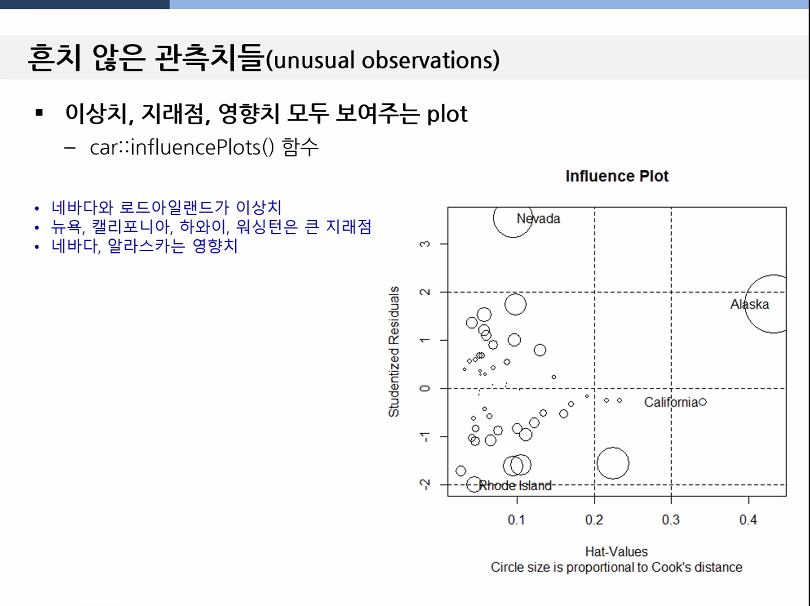 흔치 않은 관측치들(unusual observations)
▪ 이상치, 지래점, 영향치 모두 보여주는 plot
– car::influencePlots() 함수
• 네바다와 로드아일랜드가 이상치
• 뉴욕, 캘리포니아, 하와이, 워싱턴은 큰 지래점
• 네바다, 알라스카는 영향치
Influence Plot
Nevada
Alaska
California
Rhode Island
Studentized Residuals
3
2
1
0
-1
-2
0.1 0.2 0.3 0.4
Hat-Values
Circle size is proportional to Cook's distance